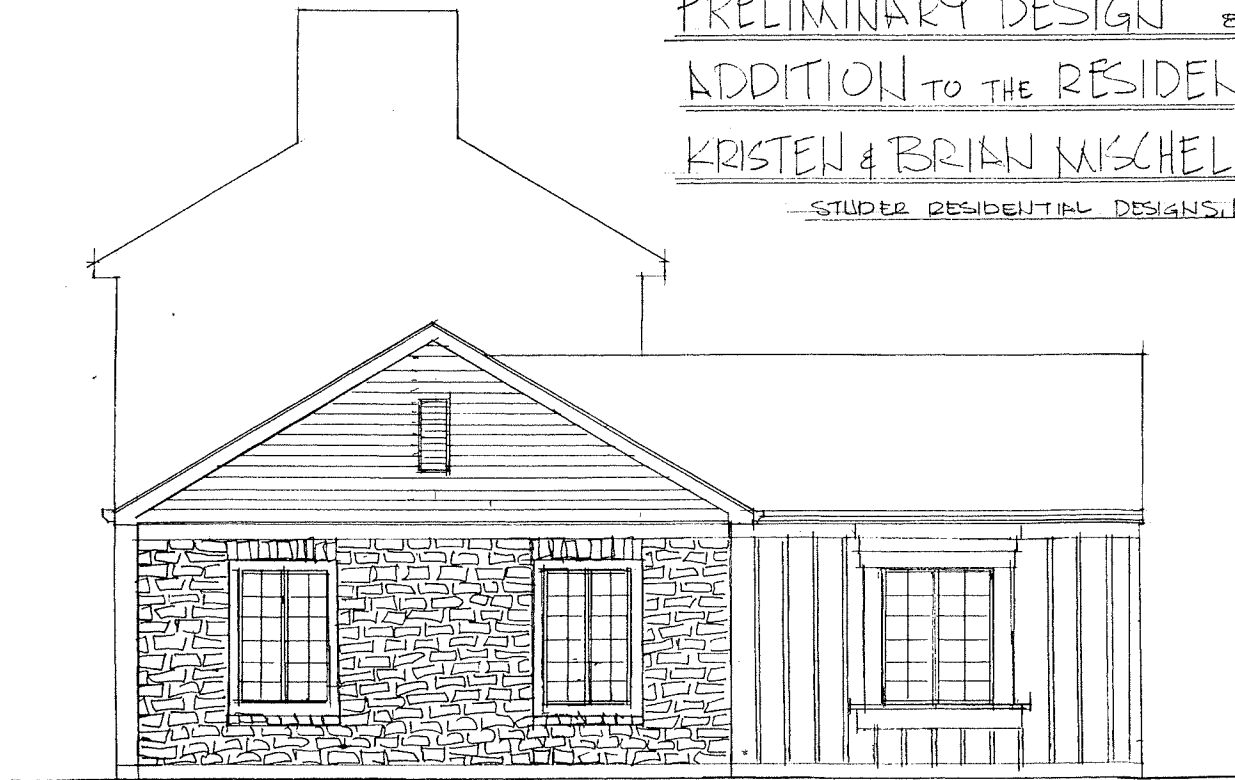 PRELIMINARY DESIGN &
ADDITION TO THE RESIDEN
KRISTEN & BRIAN MISCHEL
STUDER RESIDENTIAL DESIGNS, I